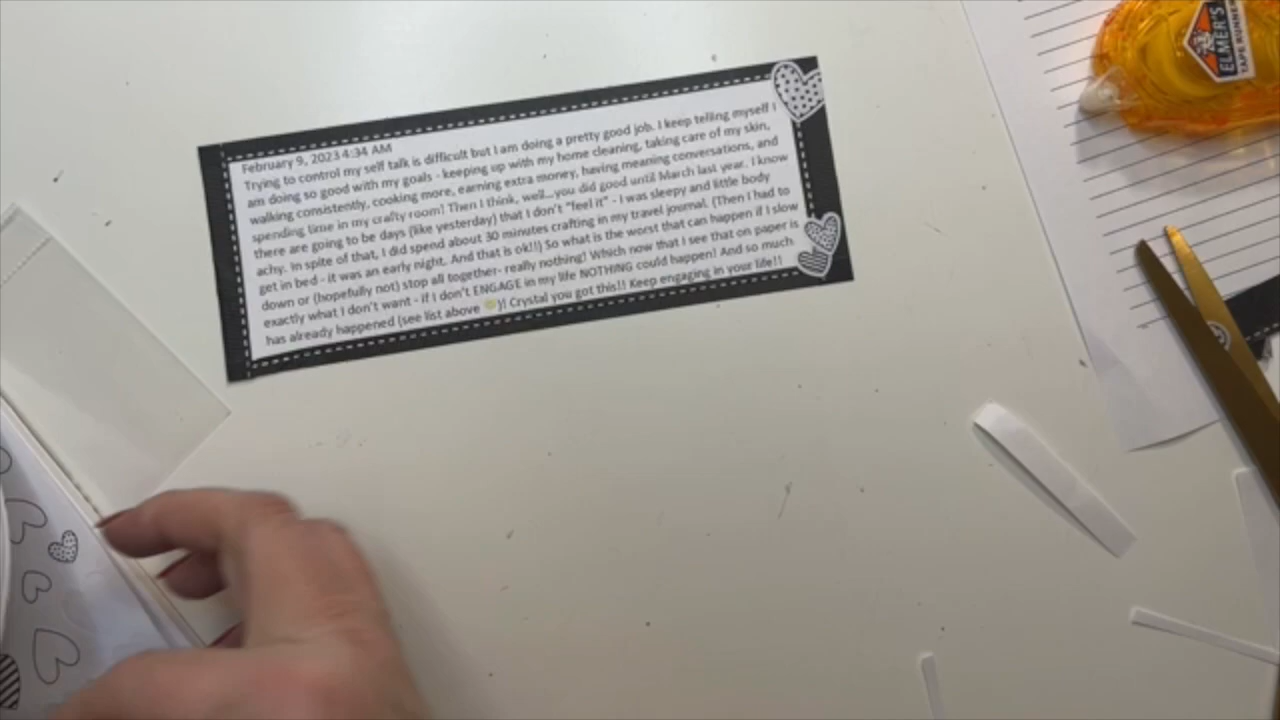 February 9, 2023 4:34 AM
Trying to control my self talk is difficult but I am doing a pretty good job. I keep telling myself I
am doing so good with my goals - keeping up with my home cleaning, taking care of my skin,
walking consistently, cooking more, earning extra money, having meaning conversations, and
spending time in my crafty room! Then I think, well...you did good until March last year. I know
there are going to be days (like yesterday) that I don't "feel it" - I was sleepy and little body
achy. In spite of that, I did spend about 30 minutes crafting in my travel journal. (Then I had to
get in bed - it was an early night. And that is ok!!) So what is the worst that can happen if I slow
down or (hopefully not) stop all together- really nothing! Which now that I see that on paper is
exactly what I don't want - if I don't ENGAGE in my life NOTHING could happen! And so much
has already happened (see list above )! Crystal you got this!! Keep engaging in your life!!
ELMER'S
TAPE RUNNER